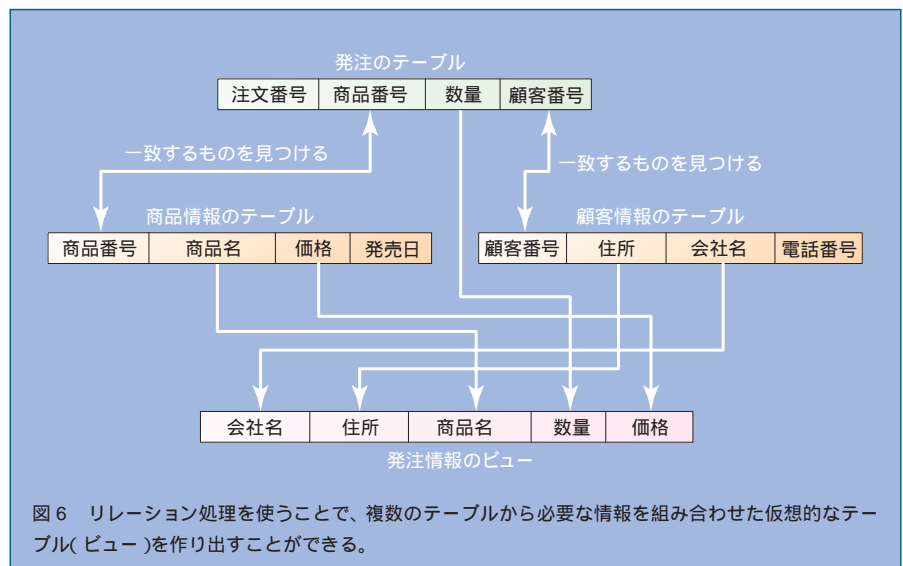 発注のテーブル
注文番号 商品番号 数量 顧客番号
一致するものを見つける
一致するものを見つける
商品情報のテーブル
商品番号 商品名 価格 発売日
顧客情報のテーブル
顧客番号 住所 会社名 電話番号
会社名 住所 商品名 数量 価格
発注情報のビュー
図6 リレーション処理を使うことで、複数のテーブルから必要な情報を組み合わせた仮想的なテー
ブル(ビュー)を作り出すことができる。